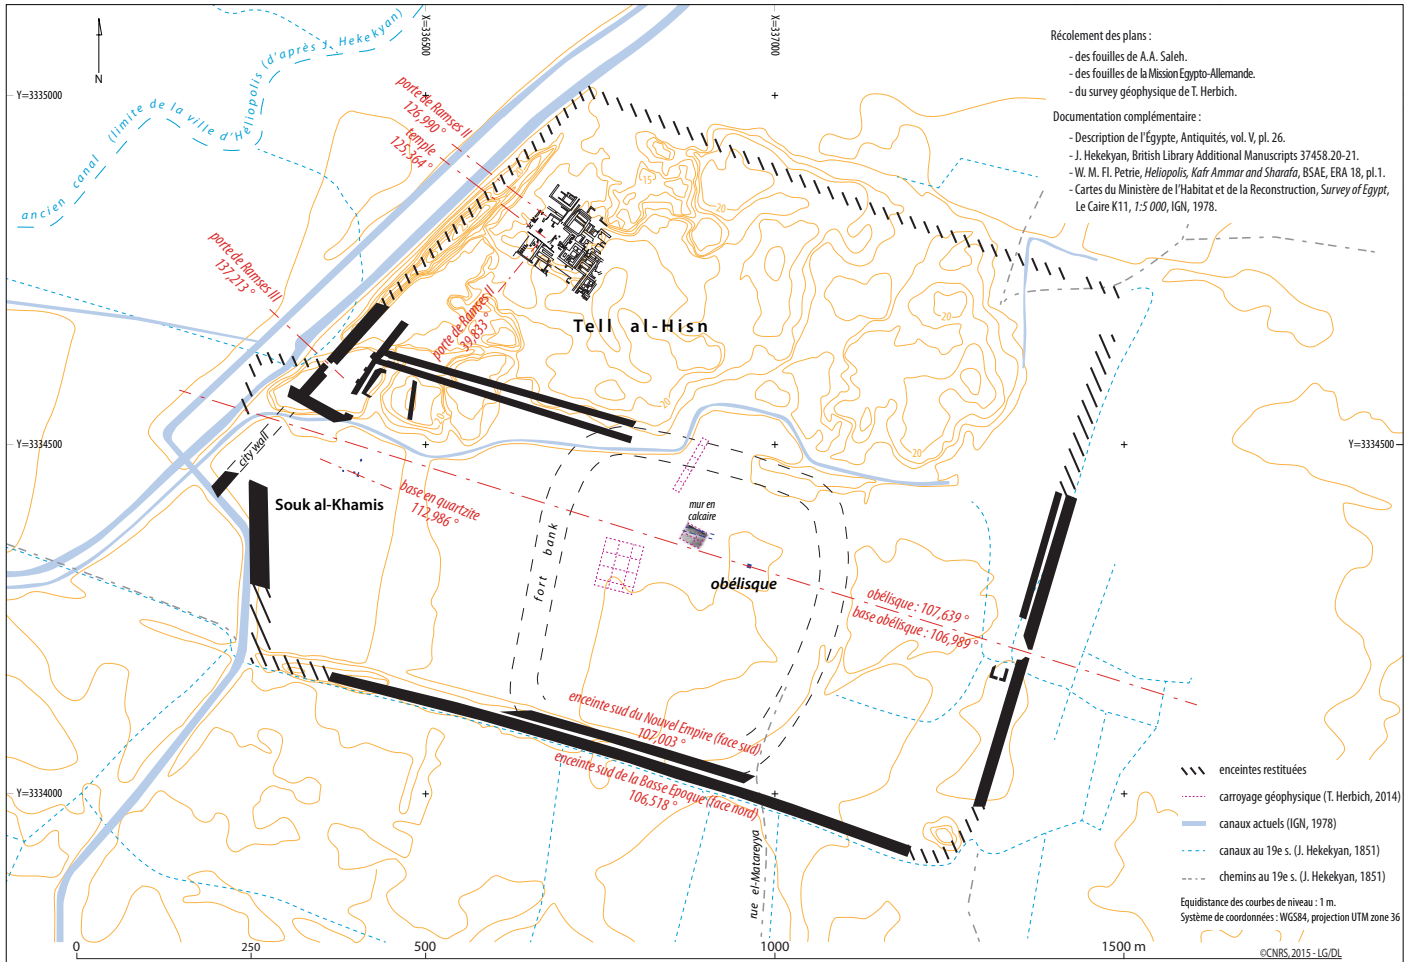 X=336500
X=337000
N
Y=3335000
Y=3334500
Y=3334500
Y=3334000
ancien canal (limite de la ville d'Héliopolis (d'après J. Hekekyan)
porte de Ramses II
126,990 °
temple
125,364°
porte de Ramses III
137,213 °
porte de Ramses II
39,833 °
Tell al-Hisn
15
20
20
20
20
20
city wall
Souk al-Khamis
base en quartzite
112,986 °
fort bank
mur en
calcaire
obélisque
obélisque : 107,639 °
base obélisque : 106,989 °
enceinte sud du Nouvel Empire (face sud)
107,003 °
enceinte sud de la Basse Epoque (face nord)
106,518 °
rue el-Matareyya
Récolement des plans :
- des fouilles de A.A. Saleh.
- des fouilles de la Mission Egypto-Allemande.
- du survey géophysique de T. Herbich.
Documentation complémentaire :
- Description de l'Égypte, Antiquités, vol. V, pl. 26.
- J. Hekekyan, British Library Additional Manuscripts 37458.20-21.
- W. M. Fl. Petrie, Heliopolis, Kafr Ammar and Sharafa, BSAE, ERA 18, pl.1.
- Cartes du Ministère de l'Habitat et de la Reconstruction, Survey of Egypt,
Le Caire K11, 1:5 000, IGN, 1978.
enceintes restituées
carroyage géophysique (T. Herbich, 2014)
canaux actuels (IGN, 1978)
canaux au 19e s. (J. Hekekyan, 1851)
chemins au 19e s. (J. Hekekyan, 1851)
Equidistance des courbes de niveau : 1 m.
Système de coordonnées : WGS84, projection UTM zone 36
0
250
500
1000
1500 m
©CNRS, 2015 - LG/DL